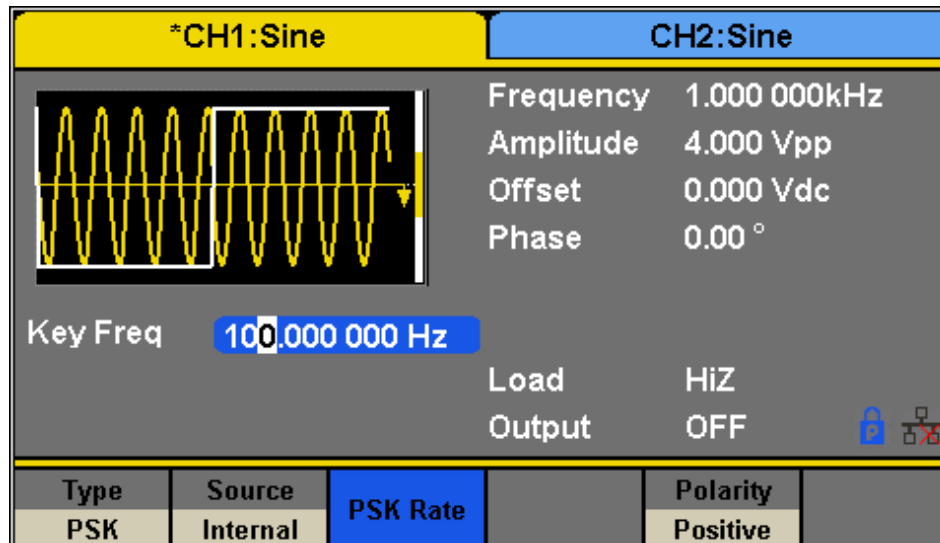 *CH1:Sine CH2:Sine
Frequency 1.000 000kHz
Amplitude 4.000 Vpp
Offset 0.000 Vdc
Phase 0.00 °
Key Freq 100.000 000 Hz
Load HiZ
Output OFF
P
Type Source PSK Rate Polarity
PSK Internal Positive